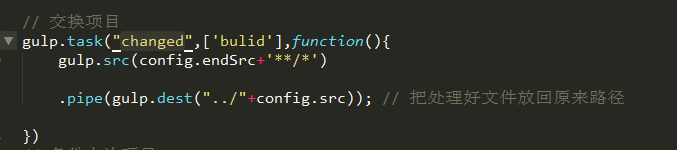 // 交换项目
gulp.task("changed",['bulid'],function(){
gulp.src(config.endSrc+'**/*')
.pipe(gulp.dest("../"+config.src)); // 把处理好文件放回原来路径
})